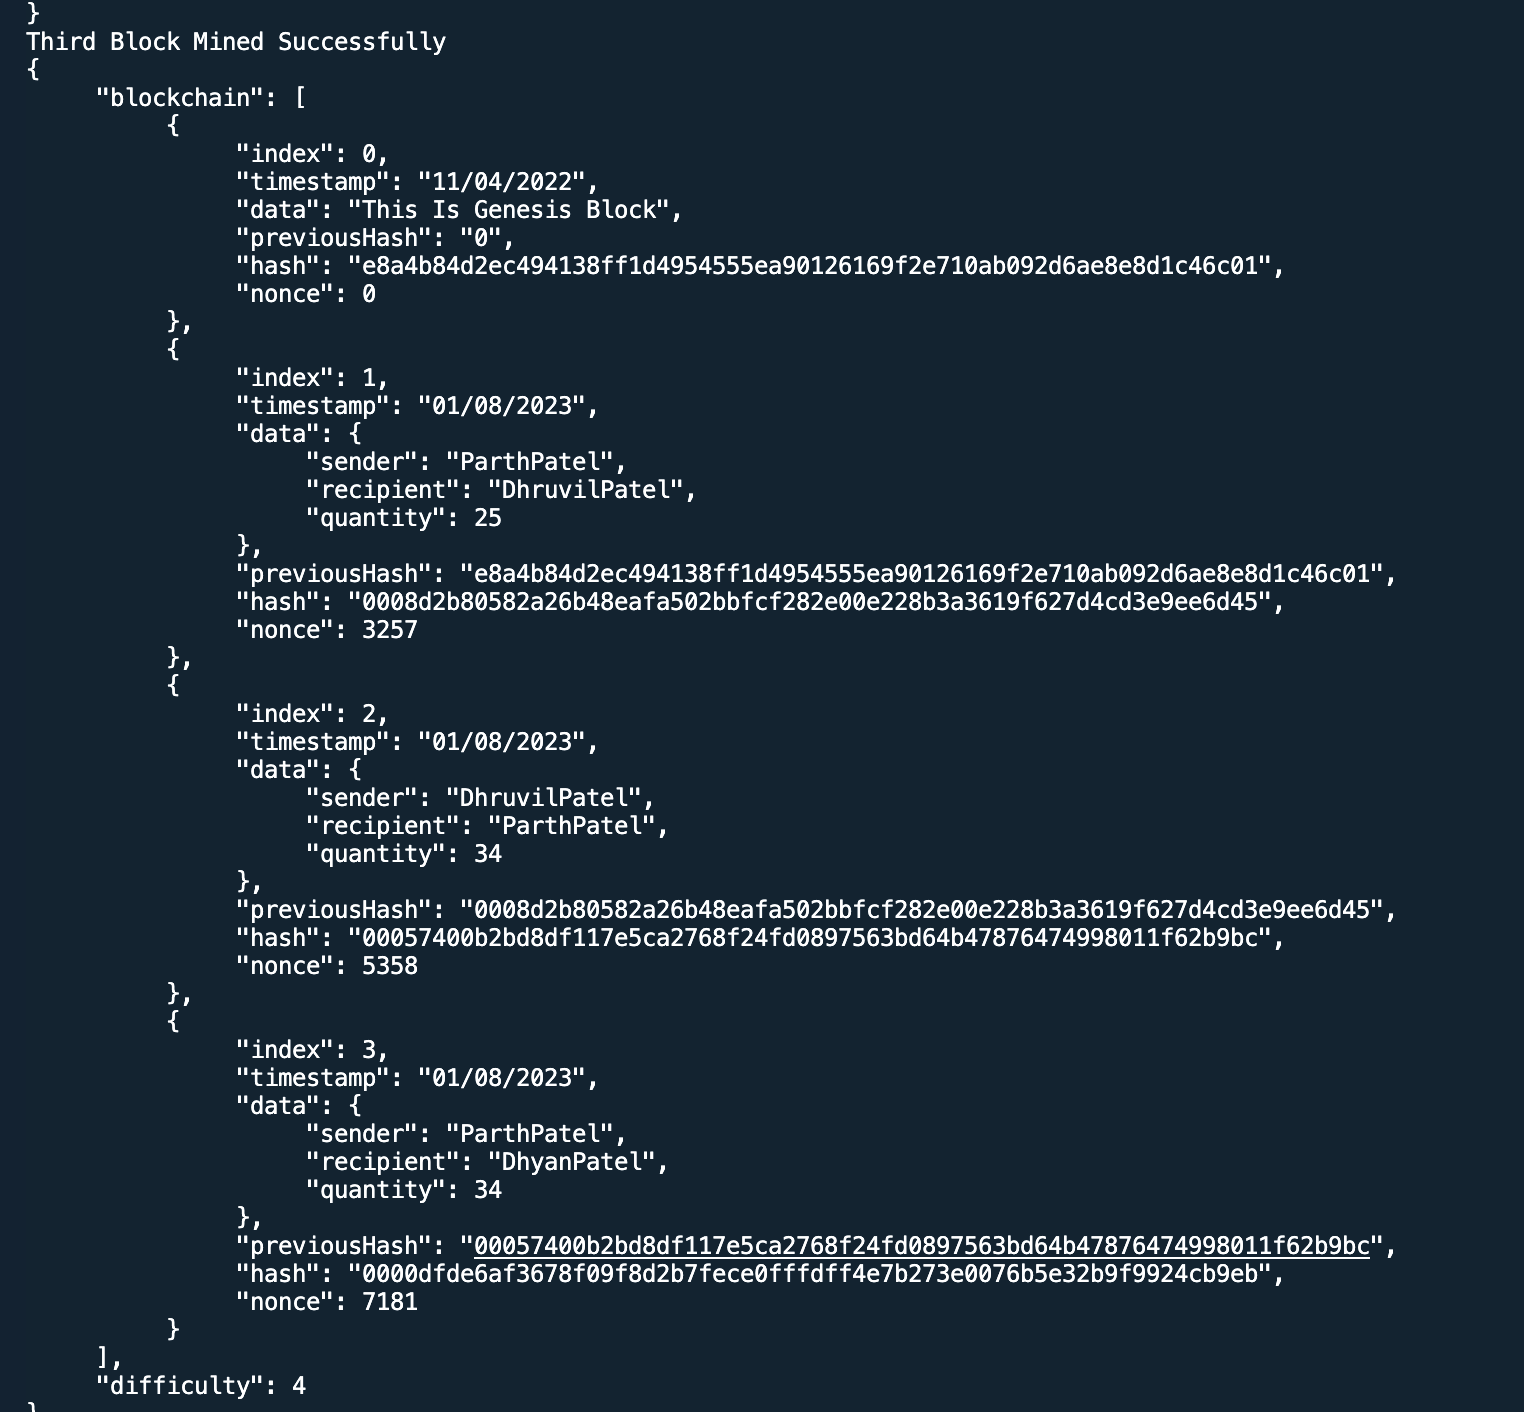 }
Third Block Mined Successfully
{
     "blockchain": [
          {
               "index": 0,
               "timestamp": "11/04/2022",
               "data": "This Is Genesis Block",
               "previousHash": "0",
               "hash": "e8a4b84d2ec494138ff1d4954555ea90126169f2e710ab092d6ae8e8d1c46c01",
               "nonce": 0
          },
          {
               "index": 1,
               "timestamp": "01/08/2023",
               "data": {
                    "sender": "ParthPatel",
                    "recipient": "DhruvilPatel",
                    "quantity": 25
               },
               "previousHash": "e8a4b84d2ec494138ff1d4954555ea90126169f2e710ab092d6ae8e8d1c46c01",
               "hash": "0008d2b80582a26b48eafa502bbfcf282e00e228b3a3619f627d4cd3e9ee6d45",
               "nonce": 3257
          },
          {
               "index": 2,
               "timestamp": "01/08/2023",
               "data": {
                    "sender": "DhruvilPatel",
                    "recipient": "ParthPatel",
                    "quantity": 34
               },
               "previousHash": "0008d2b80582a26b48eafa502bbfcf282e00e228b3a3619f627d4cd3e9ee6d45",
               "hash": "00057400b2bd8df117e5ca2768f24fd0897563bd64b47876474998011f62b9bc",
               "nonce": 5358
          },
          {
               "index": 3,
               "timestamp": "01/08/2023",
               "data": {
                    "sender": "ParthPatel",
                    "recipient": "DhyanPatel",
                    "quantity": 34
               },
               "previousHash": "00057400b2bd8df117e5ca2768f24fd0897563bd64b47876474998011f62b9bc",
               "hash": "0000dfde6af3678f09f8d2b7fece0fffdff4e7b273e0076b5e32b9f9924cb9eb",
               "nonce": 7181
          }
     ],
     "difficulty": 4
}